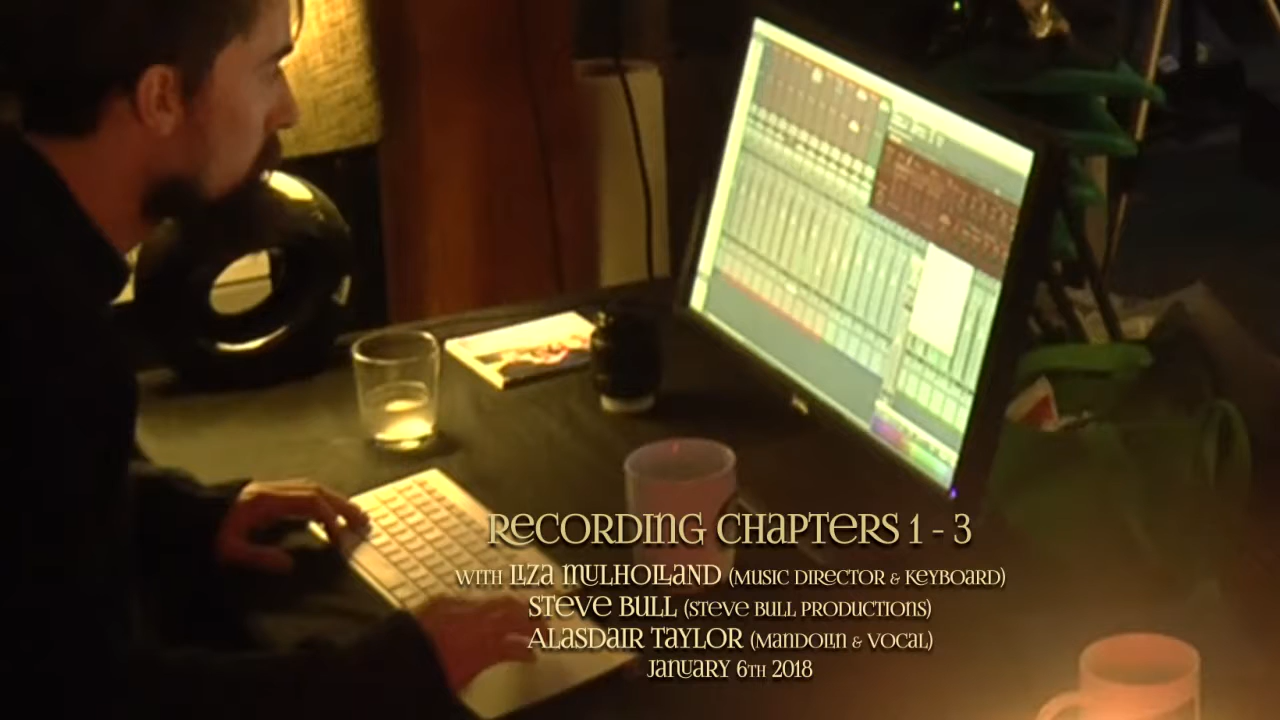 Recording Chapters 1 - 3
with Liza Mulholland (Music Director & Keyboard)
Steve Bull (Steve Bull Productions)
Alasdair Taylor (Mandolin & Vocal)
January 6th 2018